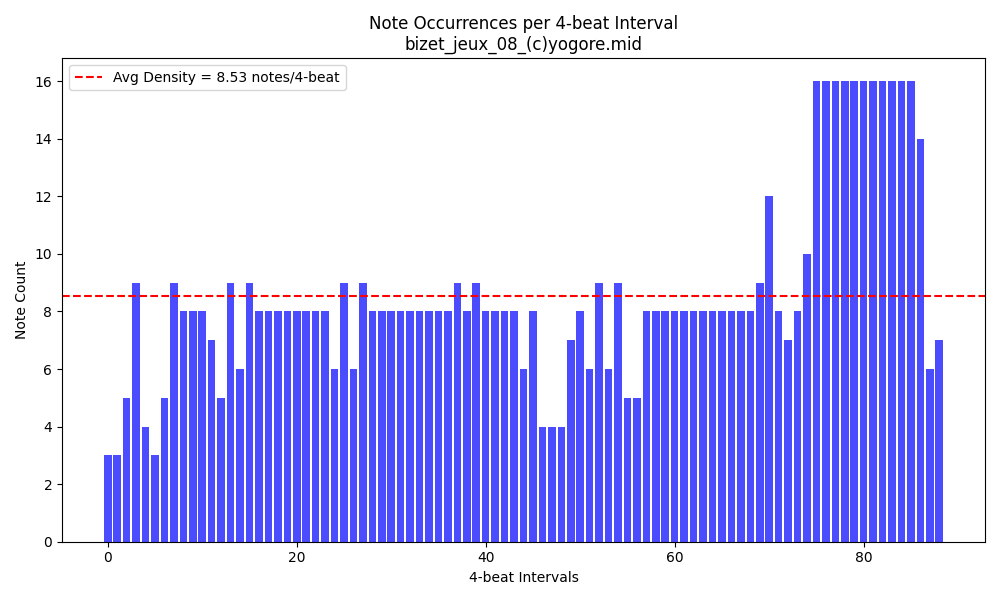 Note Occurrences per 4-beat Interval
bizet_jeux_08_(c)yogore.mid
Avg Density = 8.53 notes/4-beat
16
14
12
10
8
6
4
2
0
Note Count
0 20 40 60 80
4-beat Intervals